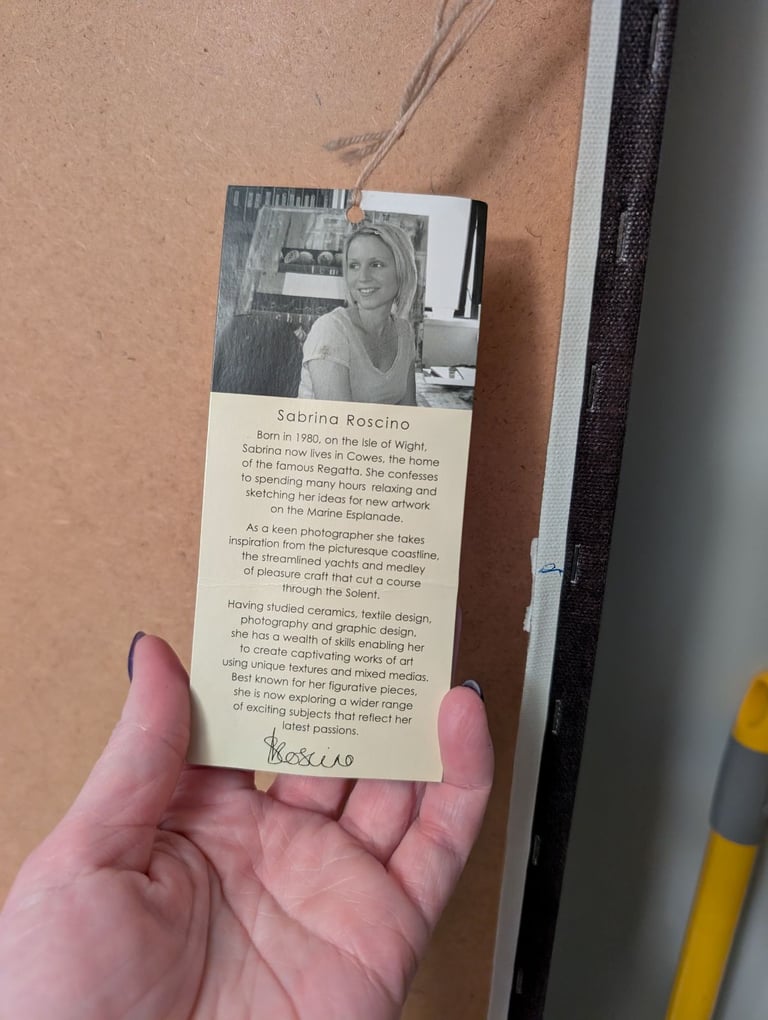 Sabrina Roscino
Born in 1980, on the Isle of Wight,
Sabrina now lives in Cowes, the home
of the famous Regatta. She confesses
to spending many hours relaxing and
sketching her ideas for new artwork
on the Marine Esplanade.
As a keen photographer she takes
inspiration from the picturesque coastline,
the streamlined yachts and medley
of pleasure craft that cut a course
through the Solent.
Having studied ceramics, textile design,
photography and graphic design,
she has a wealth of skills enabling her
to create captivating works of art
using unique textures and mixed medias.
Best known for her figurative pieces,
she is now exploring a wider range
of exciting subjects that reflect her
latest passions.
SRoscino